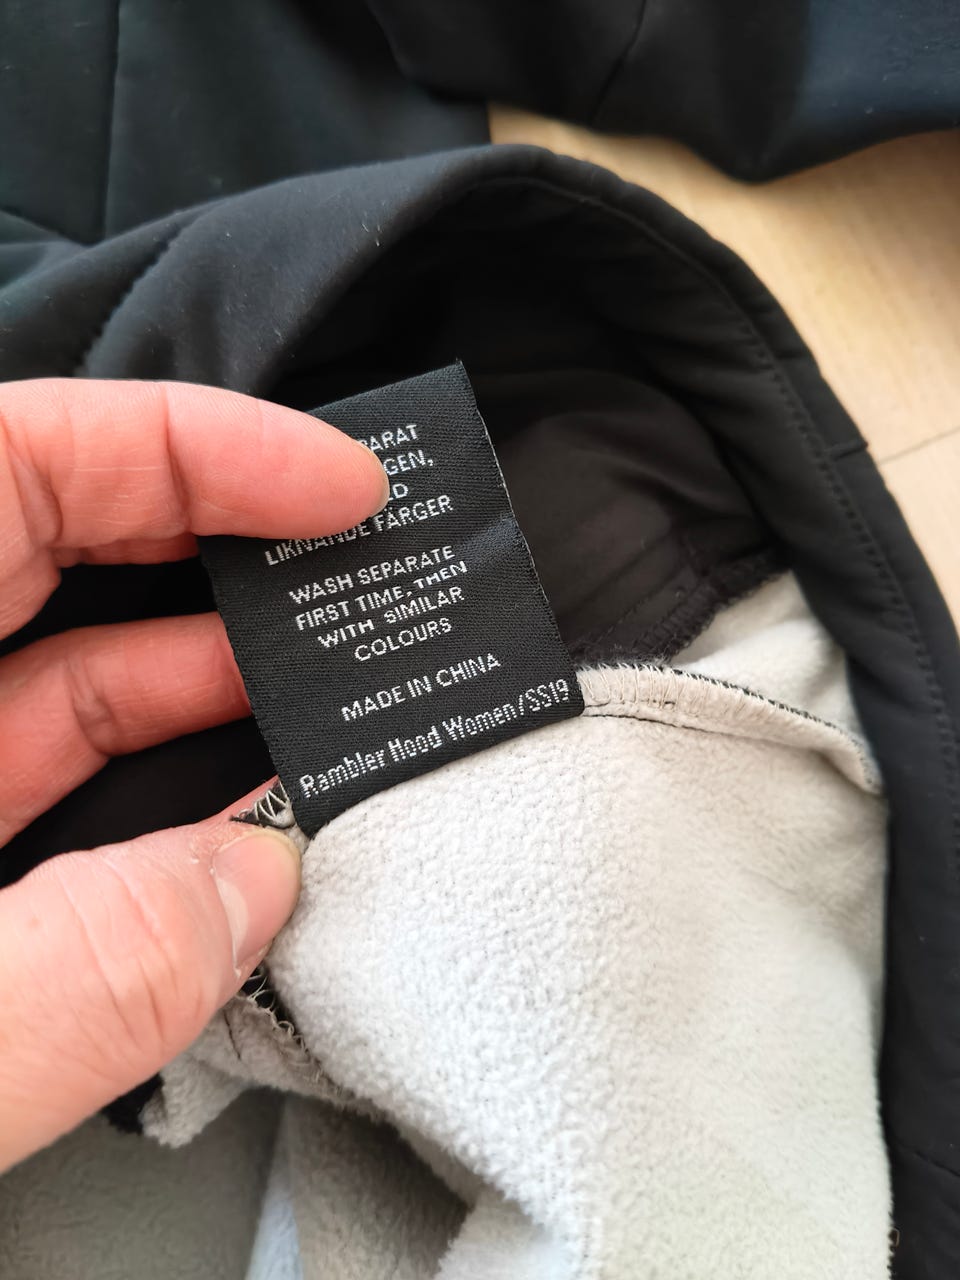 LIKNANDE FÄRGER
WASH SEPARATE
FIRST TIME, THEN
WITH SIMILAR
COLOURS
MADE IN CHINA
Rambler Hood Women/SS19